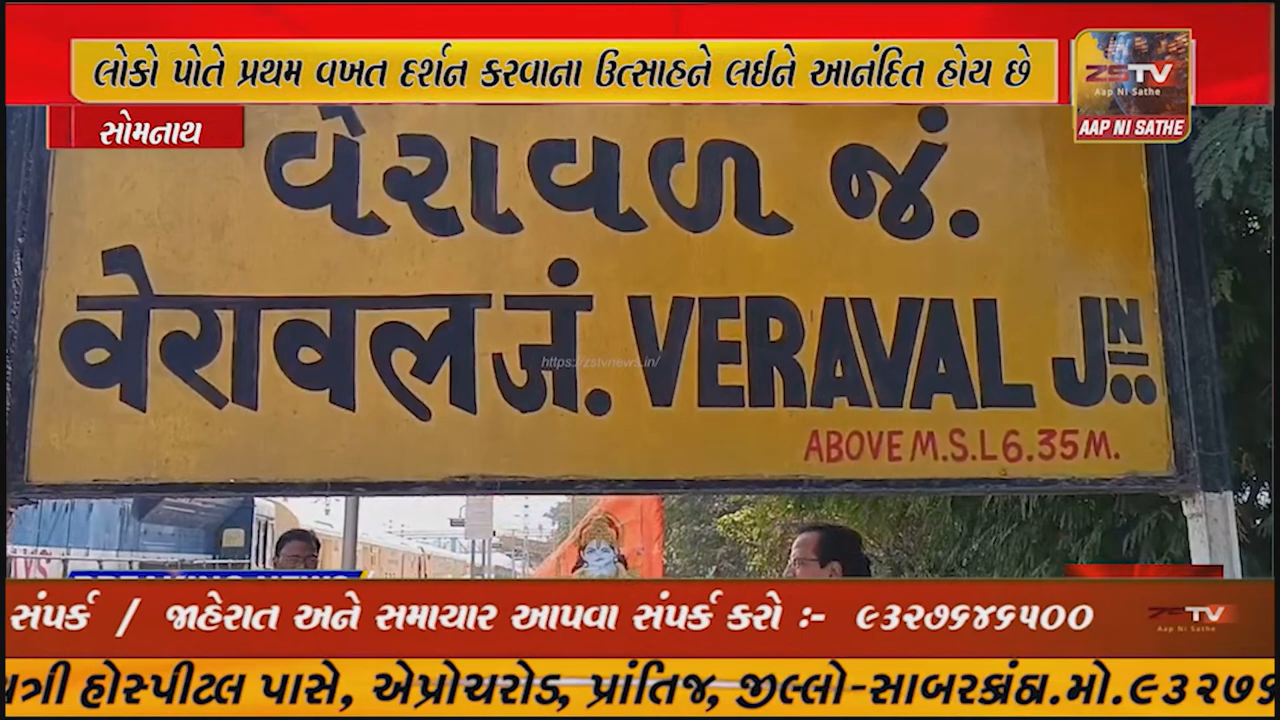 લોકો પોતે પ્રથમ વખત દર્શન કરવાના ઉત્સાહને લઇને આનંદિત હોય છે
ZSTV
Aap Ni Sathe
AAP NI SATHE
સોમનાથ
વેરાવળ જં.
वेरावल जं. VERAVAL JN.
https://zstvnews.in/
ABOVE M.S.L 6.35 M.
સંપર્ક / જાહેરાત અને સમાચાર આપવા સંપર્ક કરો :- ૯૩૨૭૬૪૬૫૦૦
ZSTV
Aap Ni Sathe
હોસ્પીટલ પાસે, એપ્રોચરોડ, પ્રાંતિજ, જીલ્લો-સાબરકાંઠા.મો.૯૩૨૭૬